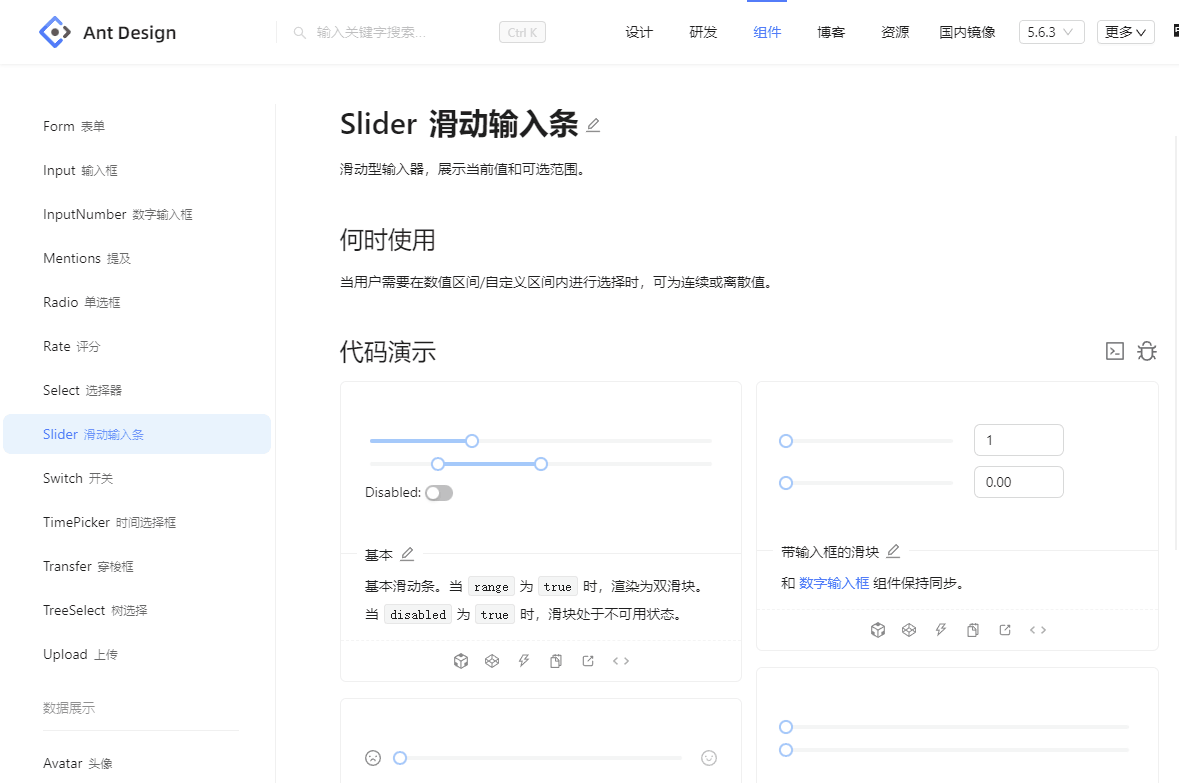 Ant Design
输入关键字搜索...
Ctrl K
设计
研发
组件
博客
资源
国内镜像
5.6.3
更多
Form 表单
Input 输入框
InputNumber 数字输入框
Mentions 提及
Radio 单选框
Rate 评分
Select 选择器
Slider 滑动输入条
Switch 开关
TimePicker 时间选择框
Transfer 穿梭框
TreeSelect 树选择
Upload 上传
数据展示
Avatar 头像
Slider 滑动输入条
滑动型输入器，展示当前值和可选范围。
何时使用
当用户需要在数值区间/自定义区间内进行选择时，可为连续或离散值。
代码演示
Disabled:
基本
基本滑动条。当 range 为 true 时，渲染为双滑块。
当 disabled 为 true 时，滑块处于不可用状态。
1
0.00
带输入框的滑块
和 数字输入框 组件保持同步。